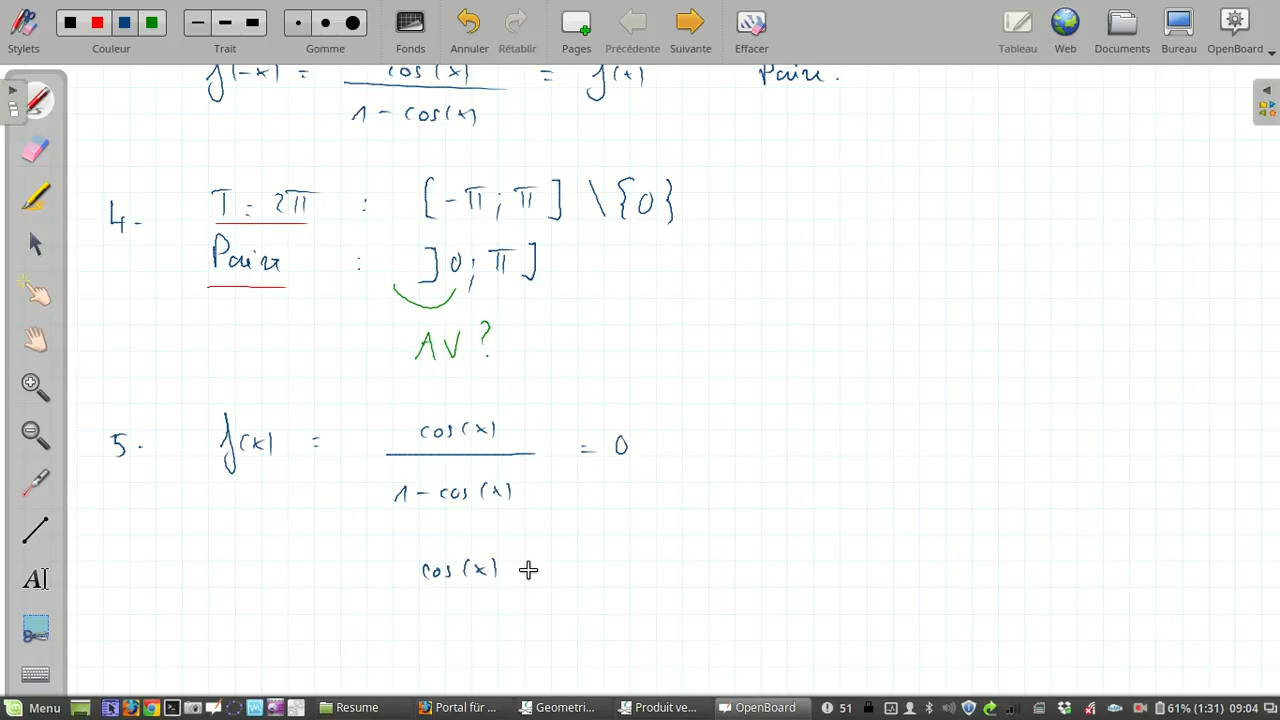 Stylets Couleur Trait Gomme Fonds Annuler Rétablir Pages Précédente Suivante Effacer Tableau Web Documents Bureau OpenBoard
f(-x) = cos(x) / 1 - cos(x) = f(x) Paire.
4. T = 2π : [-π ; π] \ {0}
Paire : ]0 ; π]
AV ?
5. f(x) = cos(x) / 1 - cos(x) = 0
cos(x)
Menu Resume Portal für ... Geometri... Produit ve... OpenBoard 51 61% (1:31) 09:04